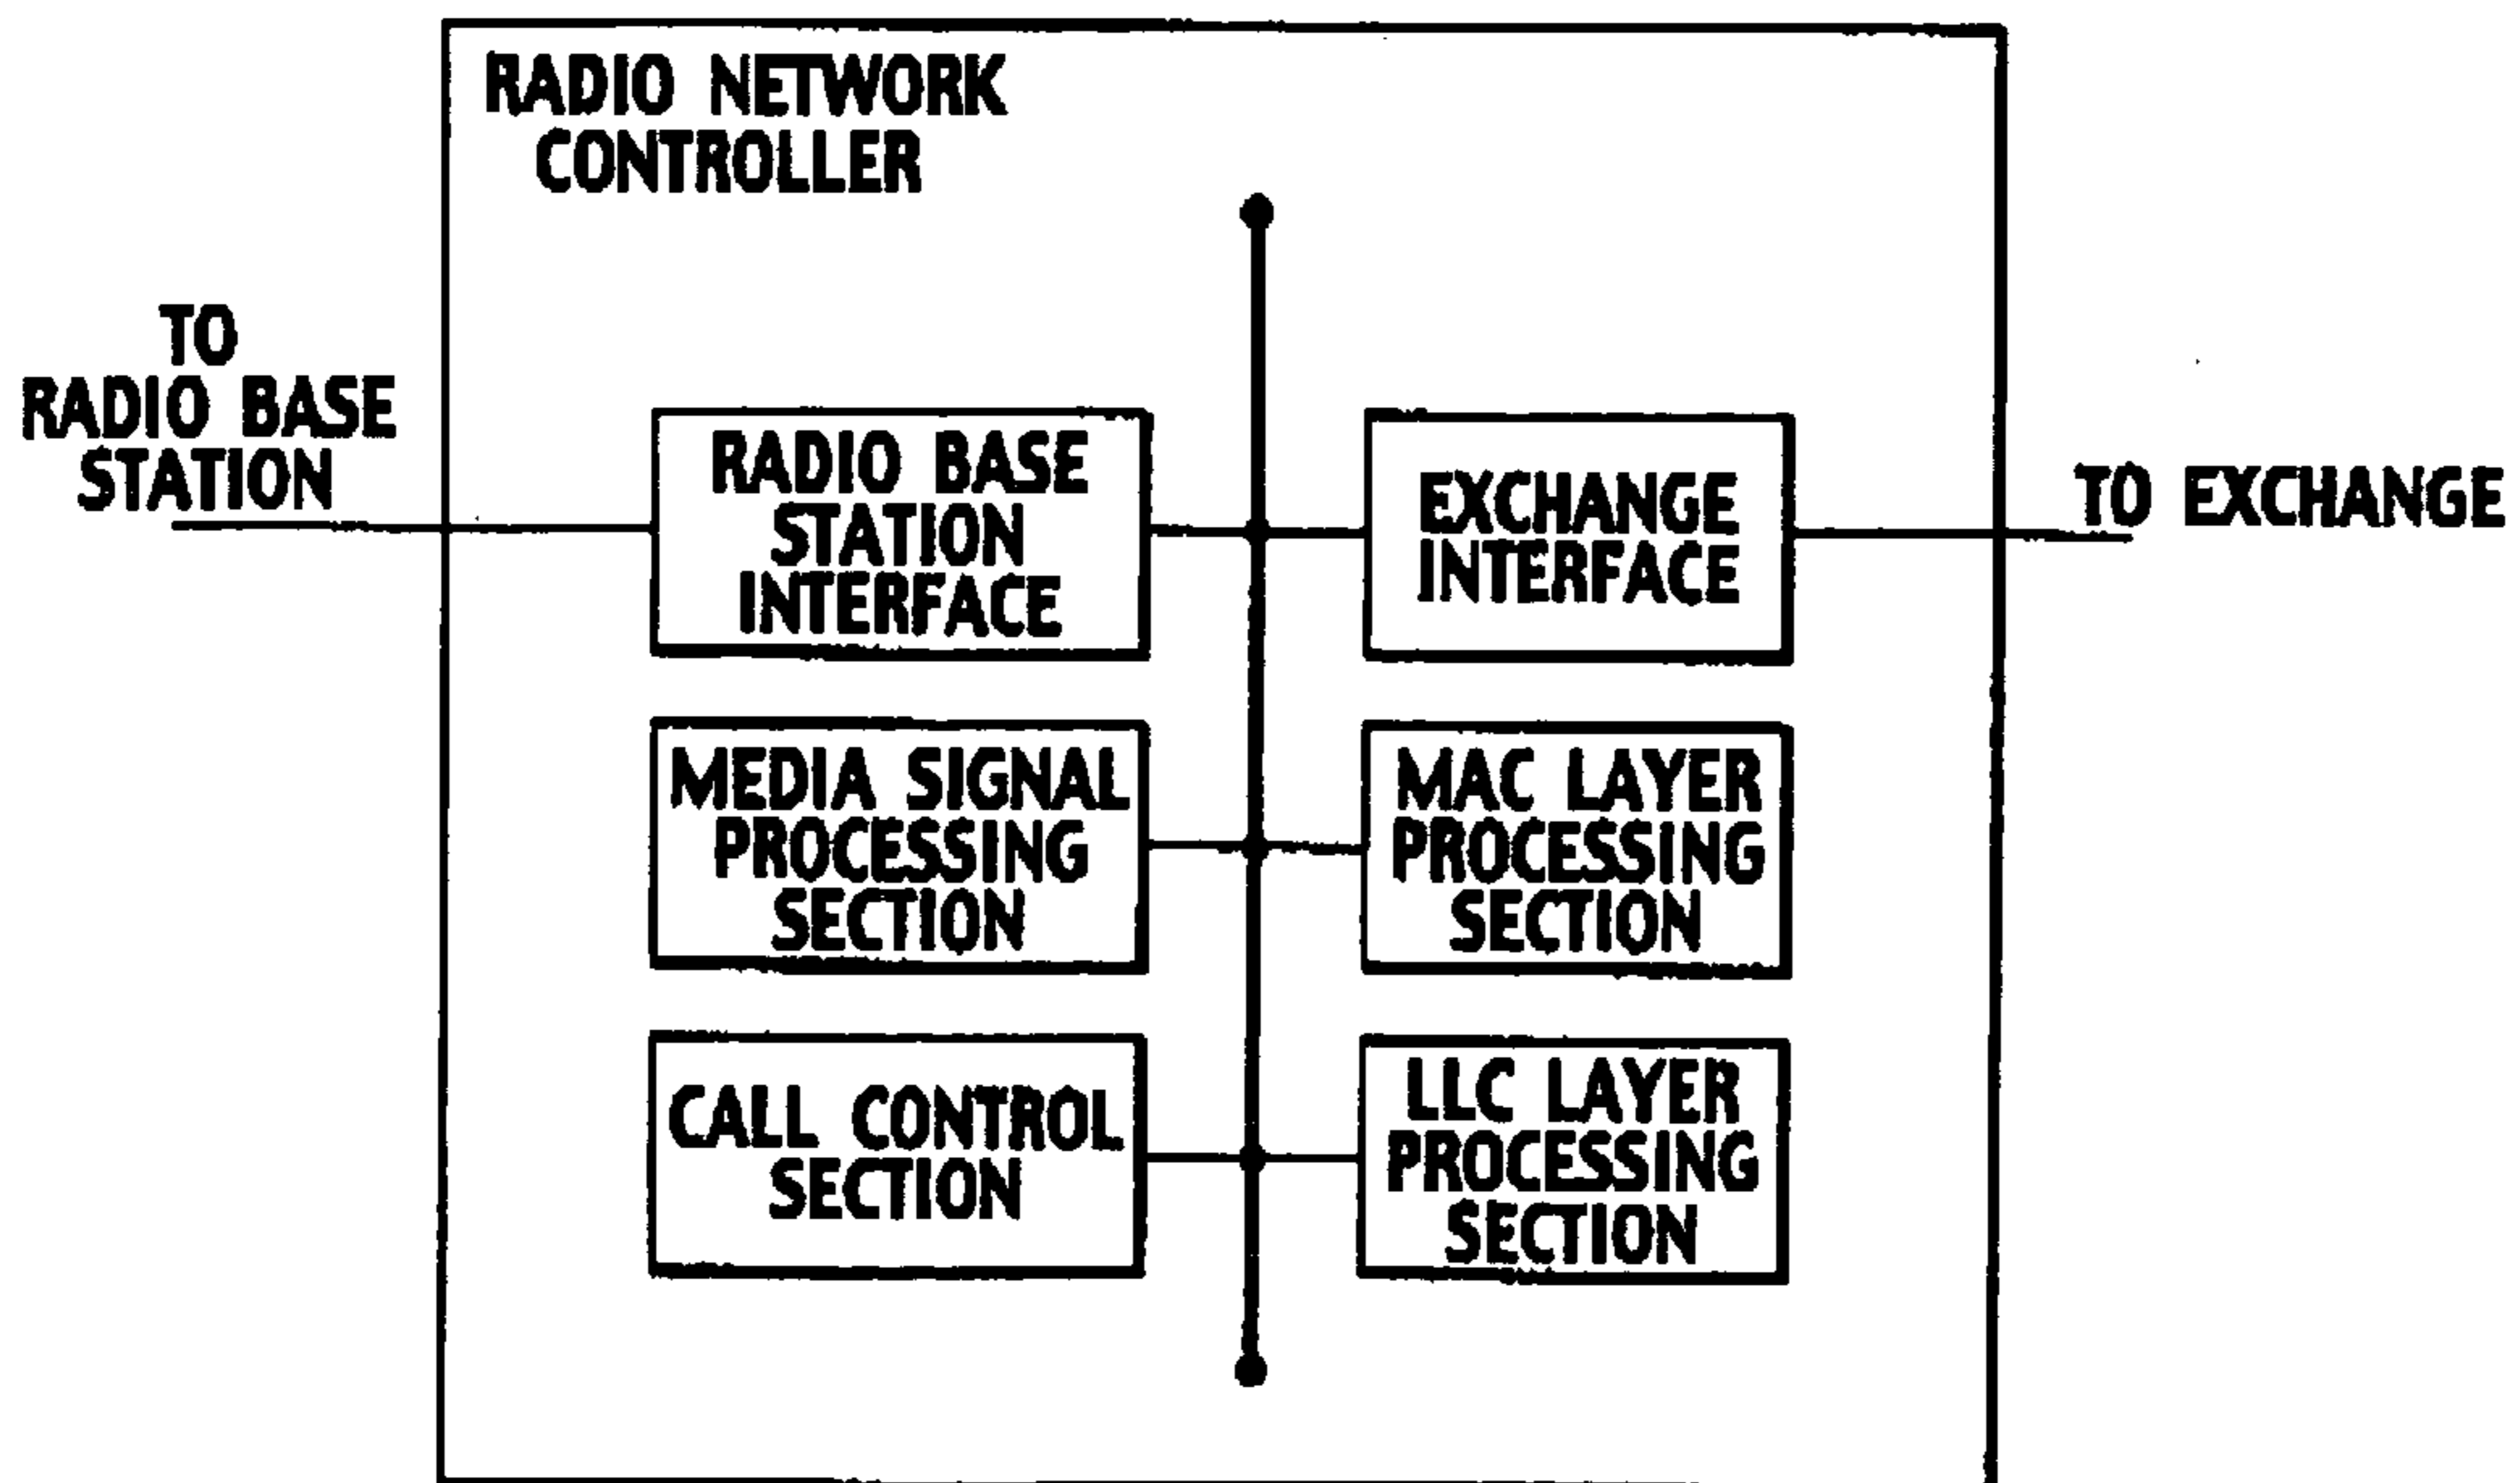 RADIO NETWORK
CONTROLLER
TO
RADIO BASE
STATION
RADIO BASE
STATION
INTERFACE
EXCHANGE
INTERFACE
TO EXCHANGE
MEDIA SIGNAL
PROCESSING
SECTION
MAC LAYER
PROCESSING
SECTION
CALL CONTROL
SECTION
LLC LAYER
PROCESSING
SECTION